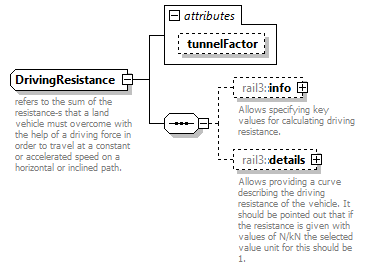 attributes
tunnelFactor
DrivingResistance
refers to the sum of the
resistance-s that a land
vehicle must overcome with
the help of a driving force in
order to travel at a constant
or accelerated speed on a
horizontal or inclined path.
rail3::info
Allows specifying key
values for calculating driving
resistance.
rail3::details
Allows providing a curve
describing the driving
resistance of the vehicle. It
should be pointed out that if
the resistance is given with
values of N/kN the selected
value unit for this should be
1.